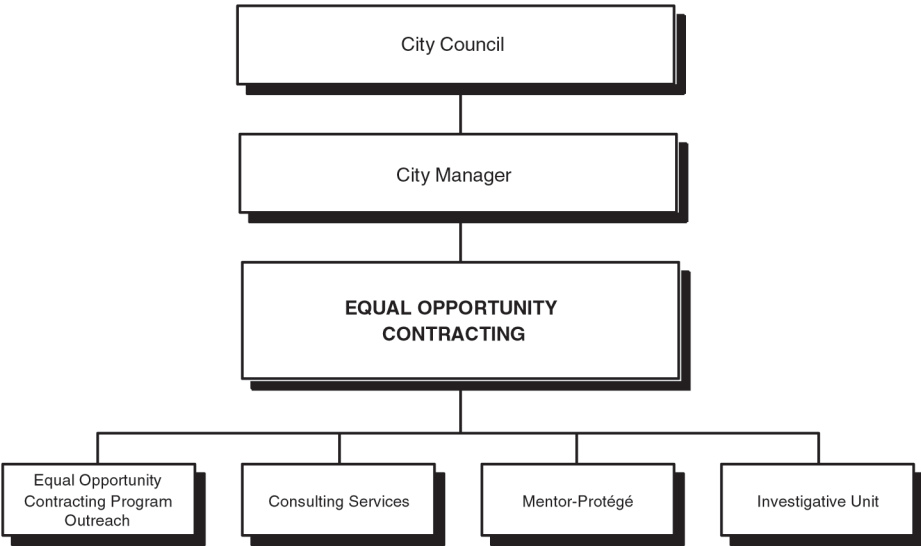 City Council
City Manager
EQUAL OPPORTUNITY
CONTRACTING
Equal Opportunity
Contracting Program
Outreach
Consulting Services
Mentor-Protégé
Investigative Unit